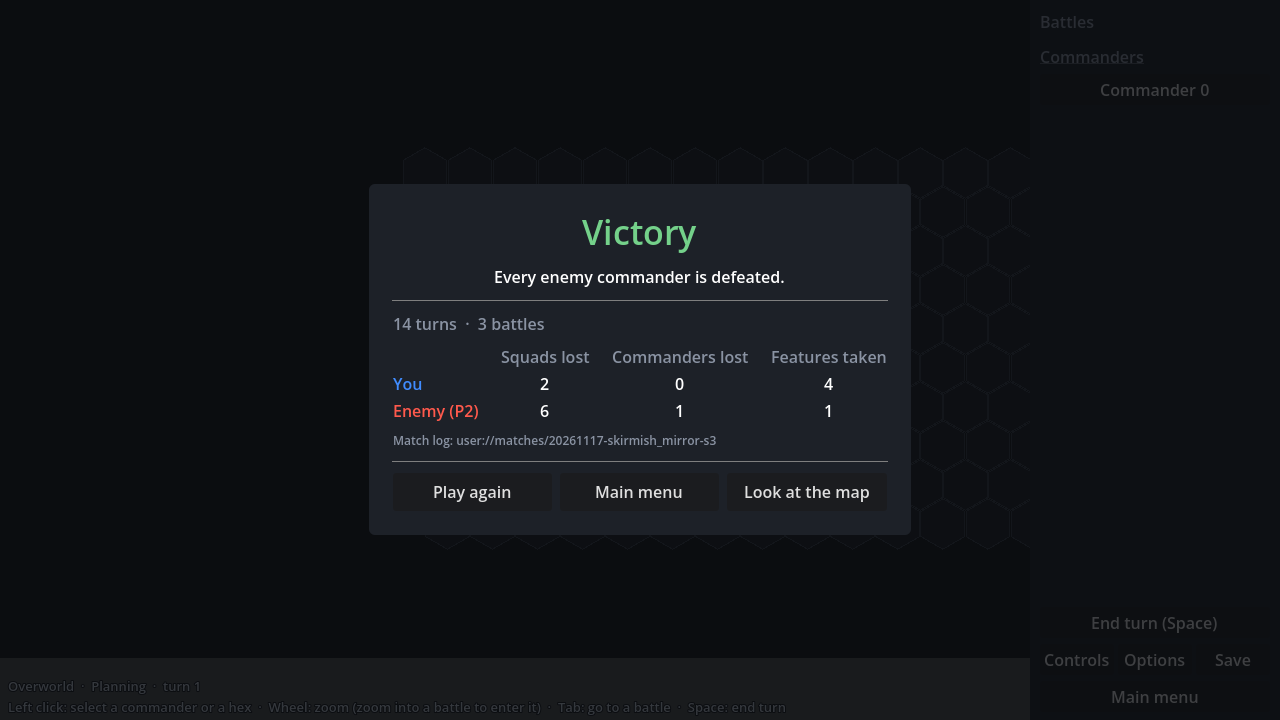 Battles
Commanders
Commander 0
Victory
Every enemy commander is defeated.
14 turns · 3 battles
Squads lost Commanders lost Features taken
You 2 0 4
Enemy (P2) 6 1 1
Match log: user://matches/20261117-skirmish_mirror-s3
Play again Main menu Look at the map
End turn (Space)
Controls Options Save
Main menu
Overworld · Planning · turn 1
Left click: select a commander or a hex · Wheel: zoom (zoom into a battle to enter it) · Tab: go to a battle · Space: end turn